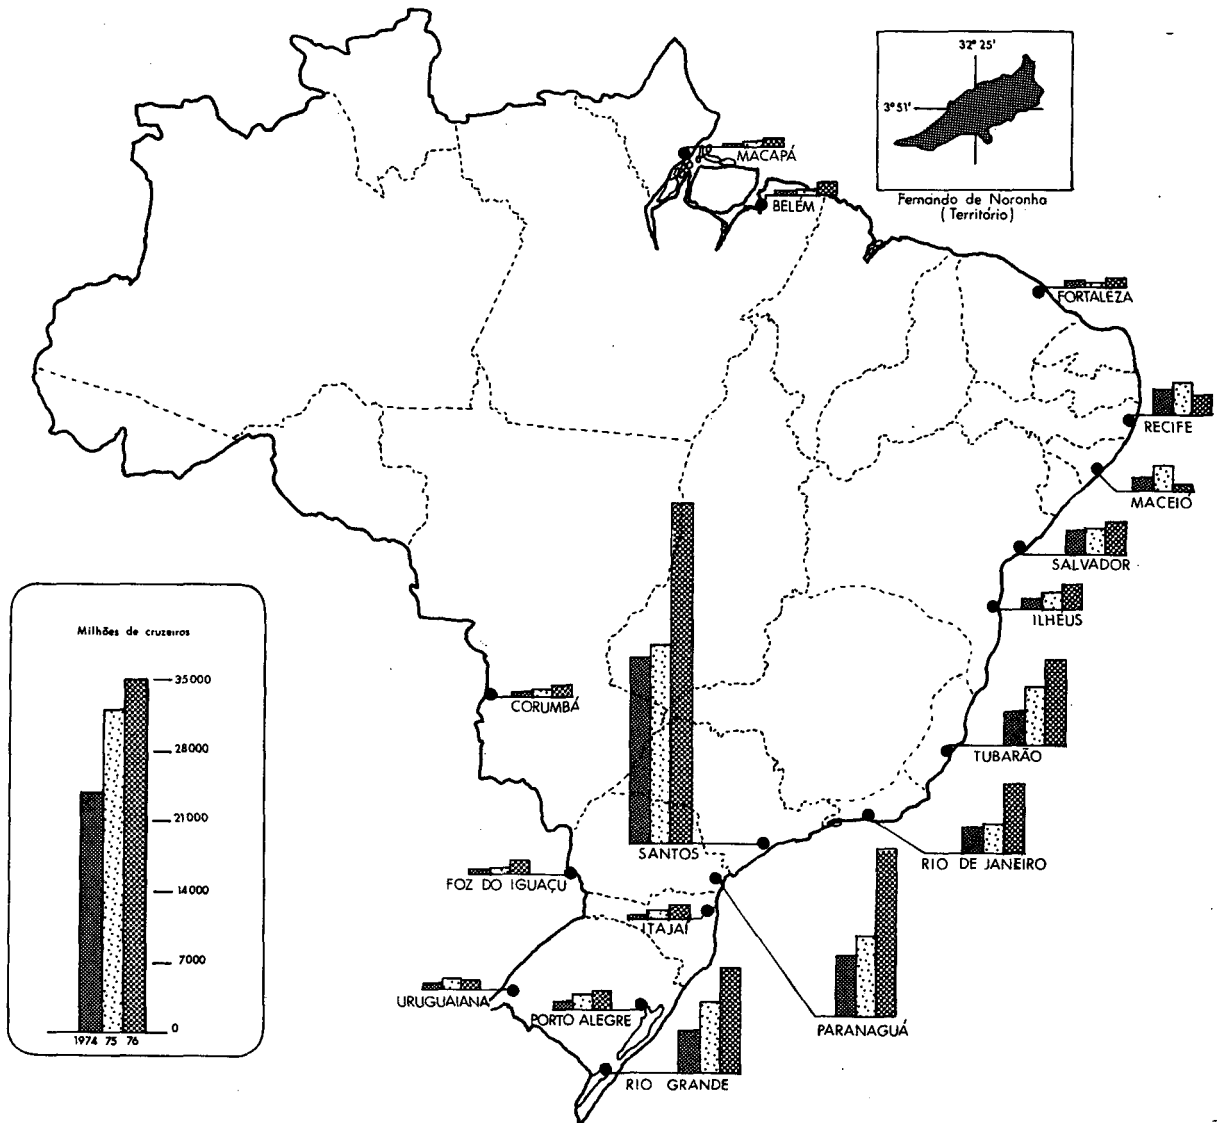 32° 25'
3° 51'
Fernando de Noronha
(Território)
MACAPÁ
BELÉM
FORTALEZA
RECIFE
MACEIÓ
SALVADOR
ILHÉUS
CORUMBÁ
TUBARÃO
RIO DE JANEIRO
SANTOS
FOZ DO IGUAÇU
ITAJAÍ
URUGUAIANA
PORTO ALEGRE
PARANAGUÁ
RIO GRANDE
Milhões de cruzeiros
35000
28000
21000
14000
7000
0
1974 75 76